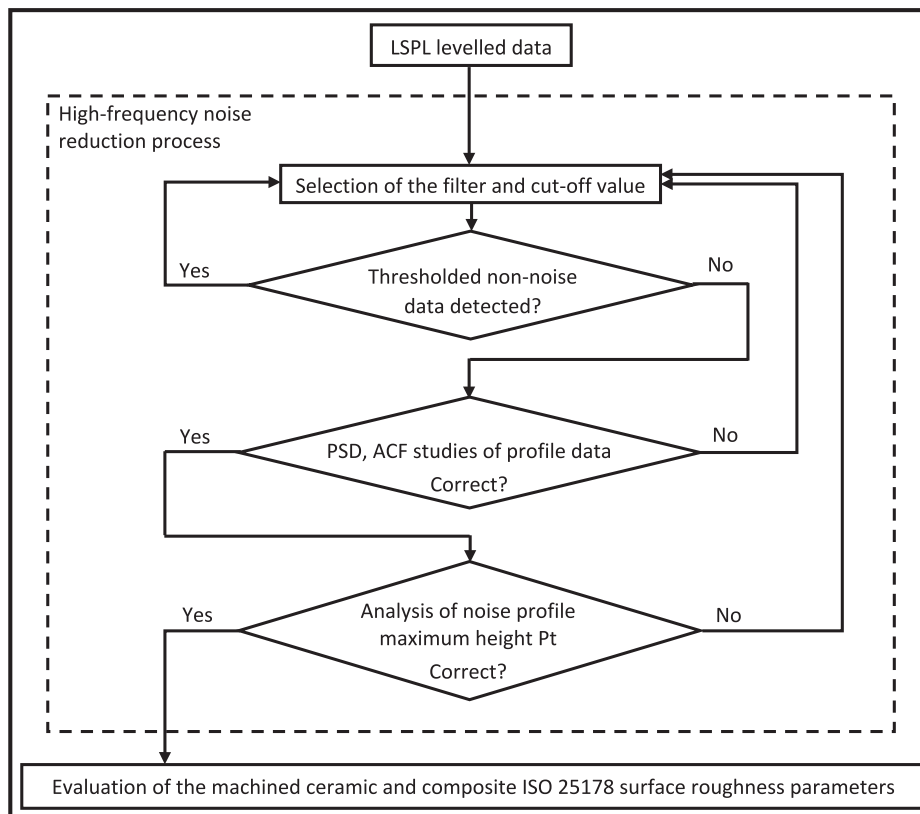 LSPL levelled data
High-frequency noise
reduction process
Selection of the filter and cut-off value
Yes
No
Thresholded non-noise
data detected?
Yes
No
PSD, ACF studies of profile data
Correct?
Yes
No
Analysis of noise profile
maximum height Pt
Correct?
Evaluation of the machined ceramic and composite ISO 25178 surface roughness parameters